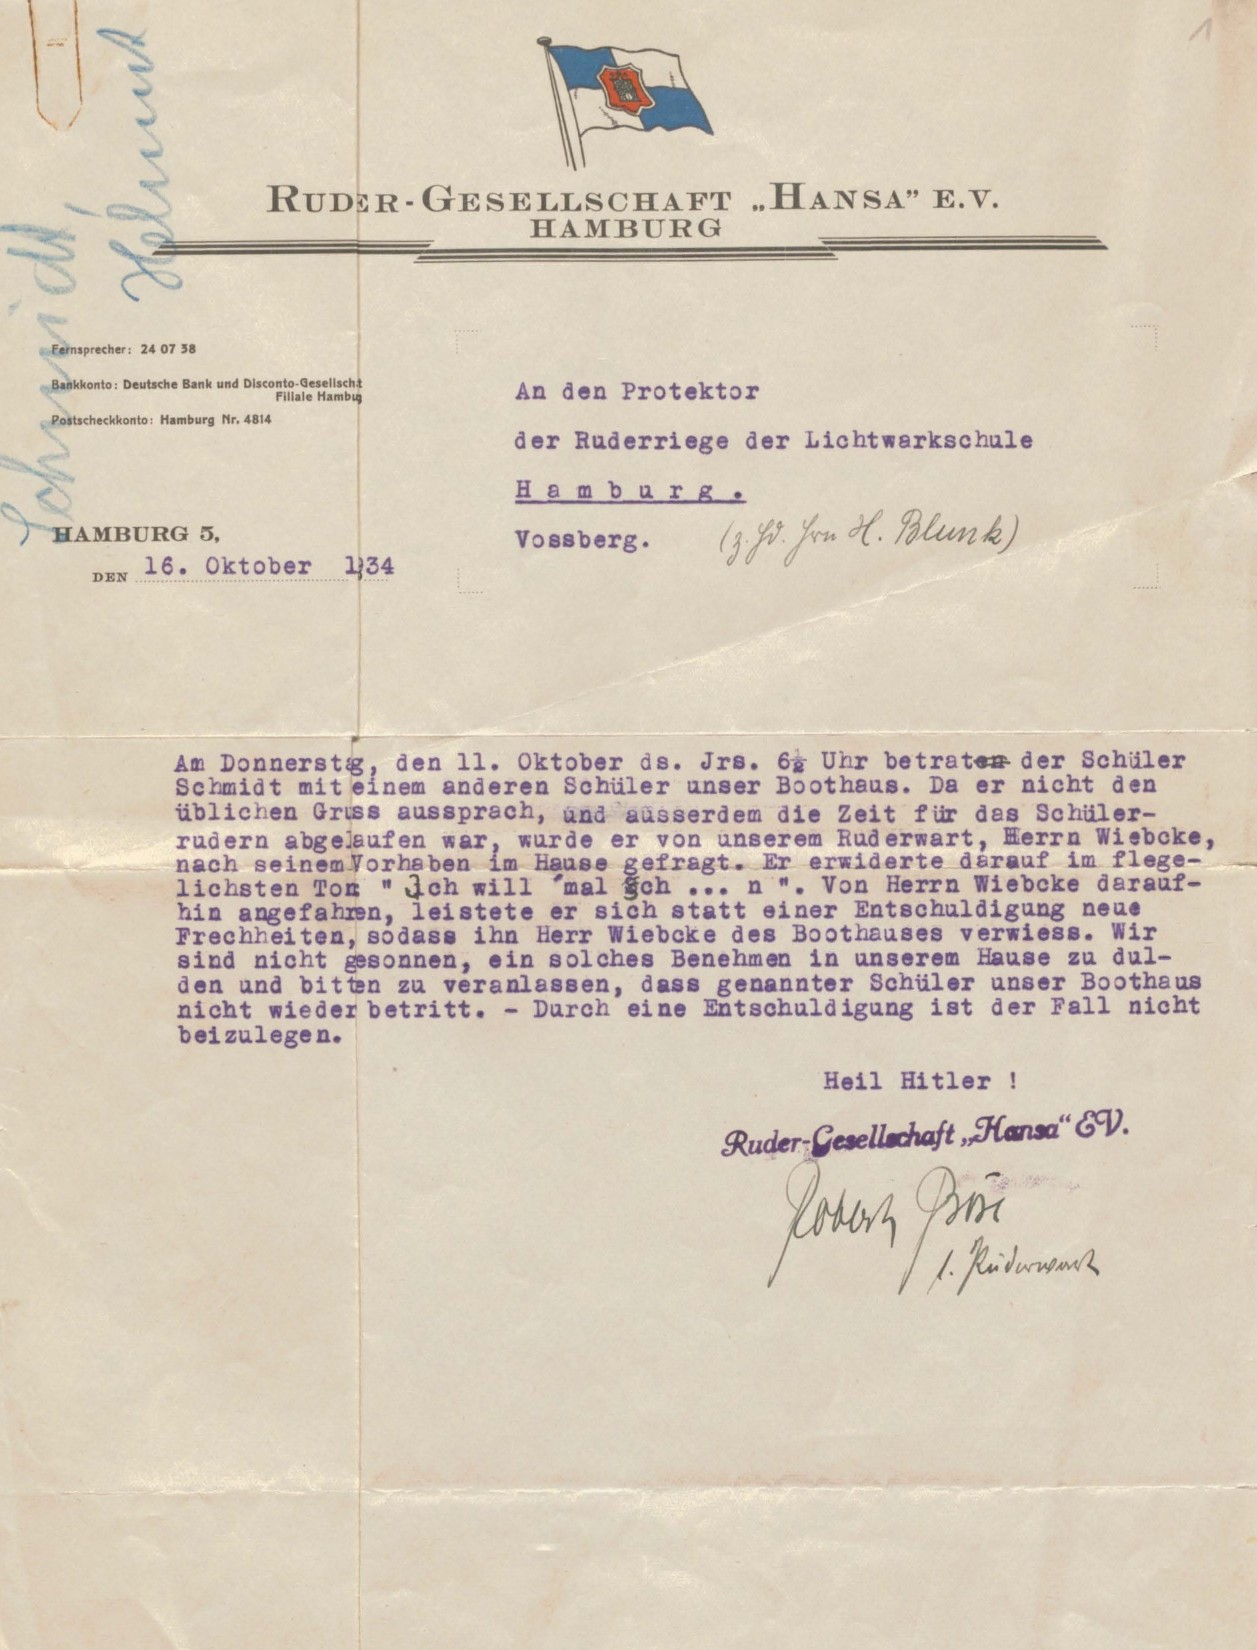 1
Schmidt, Helmut
RUDER-GESELLSCHAFT „HANSA” E.V.
HAMBURG
Fernsprecher: 24 07 38
Bankkonto: Deutsche Bank und Disconto-Gesellscht
Filiale Hambug
Postscheckkonto: Hamburg Nr. 4814
HAMBURG 5,
DEN 16. Oktober 1934
An den Protektor
der Ruderriege der Lichtwarkschule
H a m b u r g .
Vossberg. (z. Hd. Hrn H. Blunk)
Am Donnerstag, den 11. Oktober ds. Jrs. 6½ Uhr betraten der Schüler
Schmidt mit einem anderen Schüler unser Boothaus. Da er nicht den
üblichen Gruss aussprach, und ausserdem die Zeit für das Schüler-
rudern abgelaufen war, wurde er von unserem Ruderwart, Herrn Wiebcke,
nach seinem Vorhaben im Hause gefragt. Er erwiderte darauf im flege-
lichsten Ton " Ich will 'mal sch ... n ". Von Herrn Wiebcke darauf-
hin angefahren, leistete er sich statt einer Entschuldigung neue
Frechheiten, sodass ihn Herr Wiebcke des Boothauses verwiess. Wir
sind nicht gesonnen, ein solches Benehmen in unserem Hause zu dul-
den und bitten zu veranlassen, dass genannter Schüler unser Boothaus
nicht wieder betritt. - Durch eine Entschuldigung ist der Fall nicht
beizulegen.
Heil Hitler !
Ruder-Gesellschaft „Hansa“ EV.
Robert Böse
1. Ruderwart